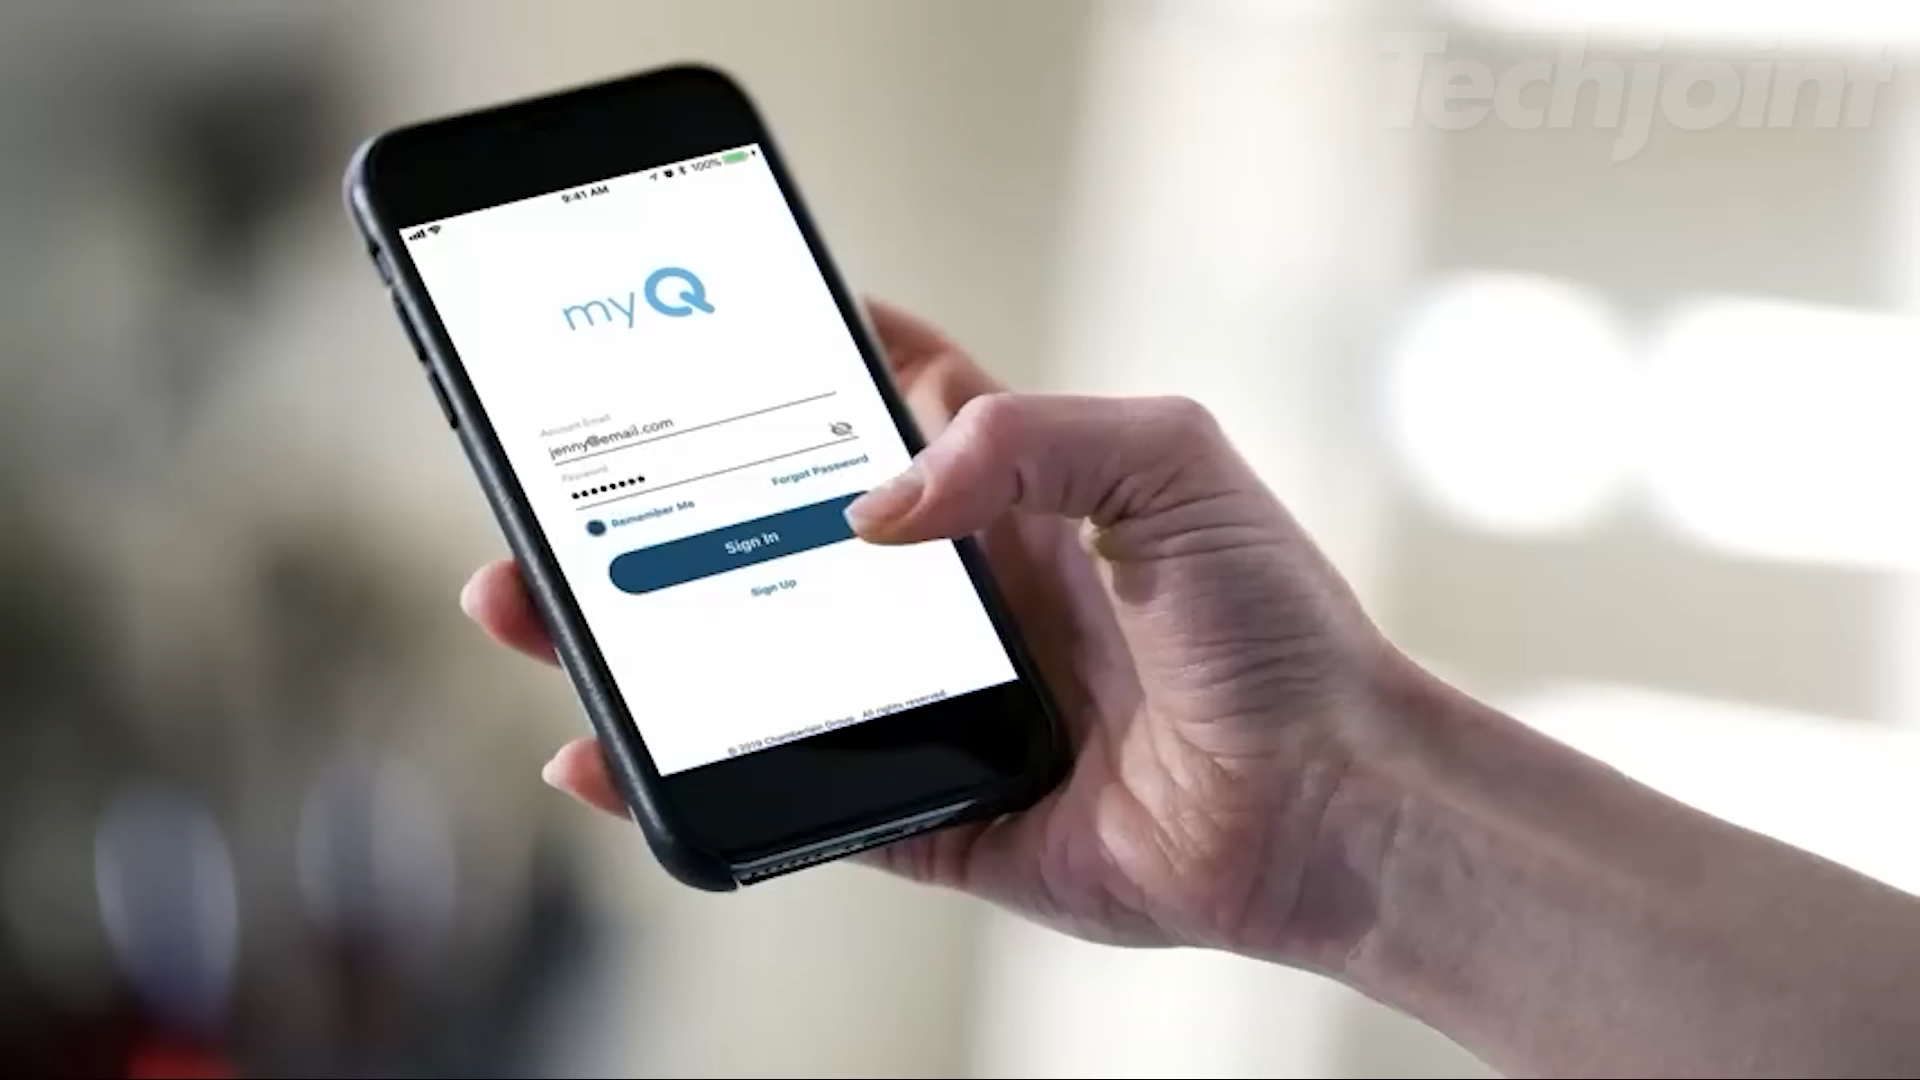 Techjoint
9:41 AM
100%
my Q
Account Email
jenny@email.com
Password
Forgot Password
Remember Me
Sign In
Sign Up
© 2019 Chamberlain Group. All rights reserved